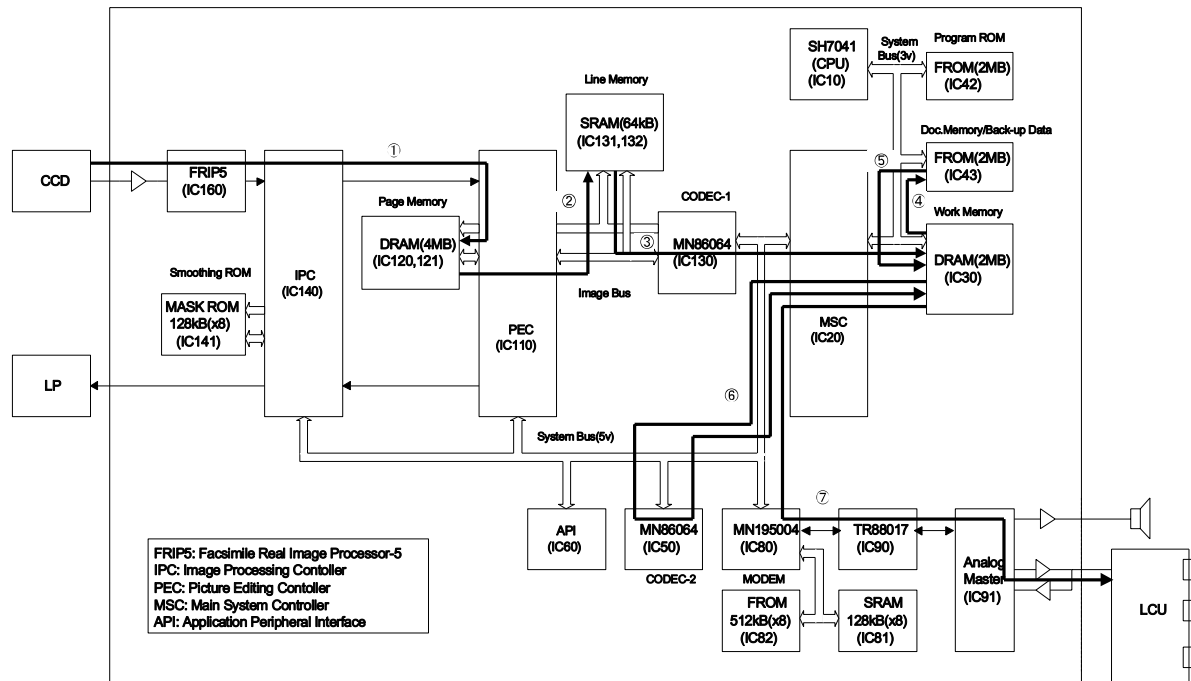 SH7041
(CPU)
(IC10)
System
Bus(3v)
Program ROM
FROM(2MB)
(IC42)
Line Memory
SRAM(64kB)
(IC131,132)
Doc.Memory/Back-up Data
FROM(2MB)
(IC43)
①
②
③
④
⑤
CCD
FRIP5
(IC160)
Page Memory
DRAM(4MB)
(IC120,121)
CODEC-1
MN86064
(IC130)
Work Memory
DRAM(2MB)
(IC30)
Smoothing ROM
MASK ROM
128kB(x8)
(IC141)
IPC
(IC140)
Image Bus
PEC
(IC110)
MSC
(IC20)
LP
⑥
System Bus(5v)
⑦
API
(IC60)
MN86064
(IC50)
CODEC-2
MN195004
(IC80)
MODEM
TR88017
(IC90)
Analog
Master
(IC91)
LCU
FROM
512kB(x8)
(IC82)
SRAM
128kB(x8)
(IC81)
FRIP5: Facsimile Real Image Processor-5
IPC: Image Processing Contoller
PEC: Picture Editing Contoller
MSC: Main System Controller
API: Application Peripheral Interface